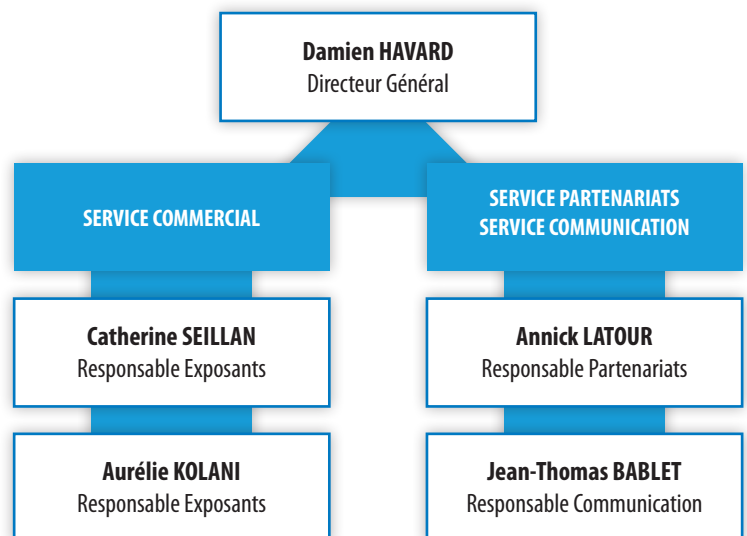 Damien HAVARD
Directeur Général
SERVICE COMMERCIAL
SERVICE PARTENARIATS
SERVICE COMMUNICATION
Catherine SEILLAN
Responsable Exposants
Annick LATOUR
Responsable Partenariats
Aurélie KOLANI
Responsable Exposants
Jean-Thomas BABLET
Responsable Communication